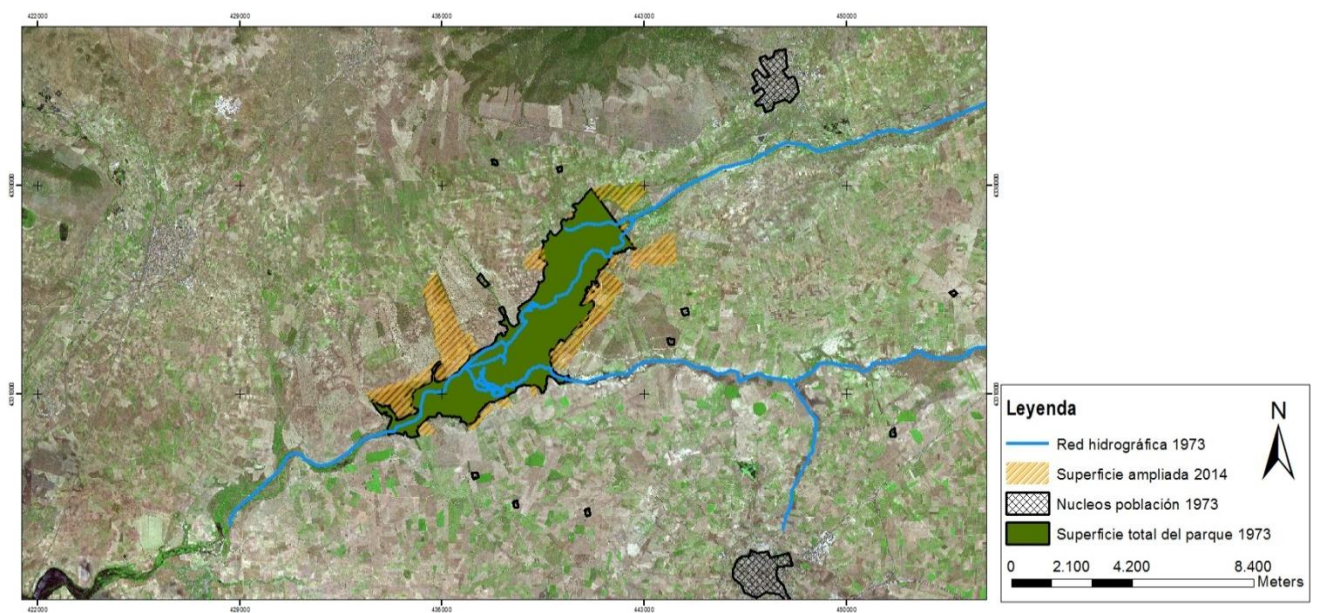 422000 429000 436000 443000 450000
Leyenda
N
Red hidrográfica 1973
Superficie ampliada 2014
Nucleos población 1973
Superficie total del parque 1973
0 2.100 4.200 8.400
Meters
422000 429000 436000 443000 450000